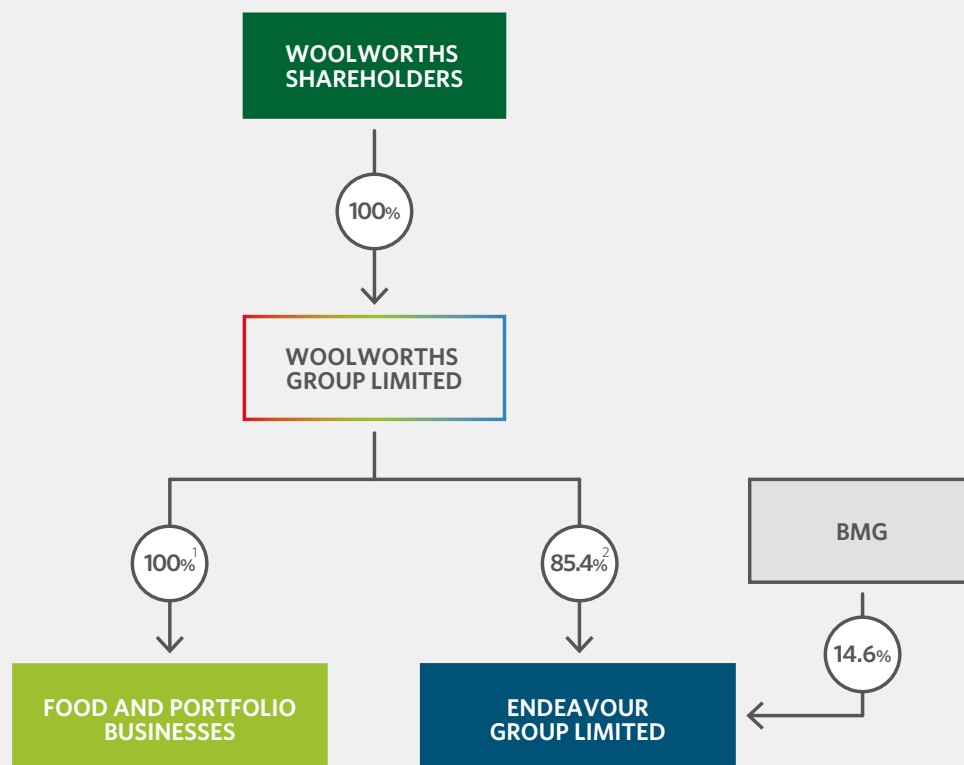 WOOLWORTHS
SHAREHOLDERS
100%
WOOLWORTHS
GROUP LIMITED
100%1
85.4%2
BMG
14.6%
FOOD AND PORTFOLIO
BUSINESSES
ENDEAVOUR
GROUP LIMITED